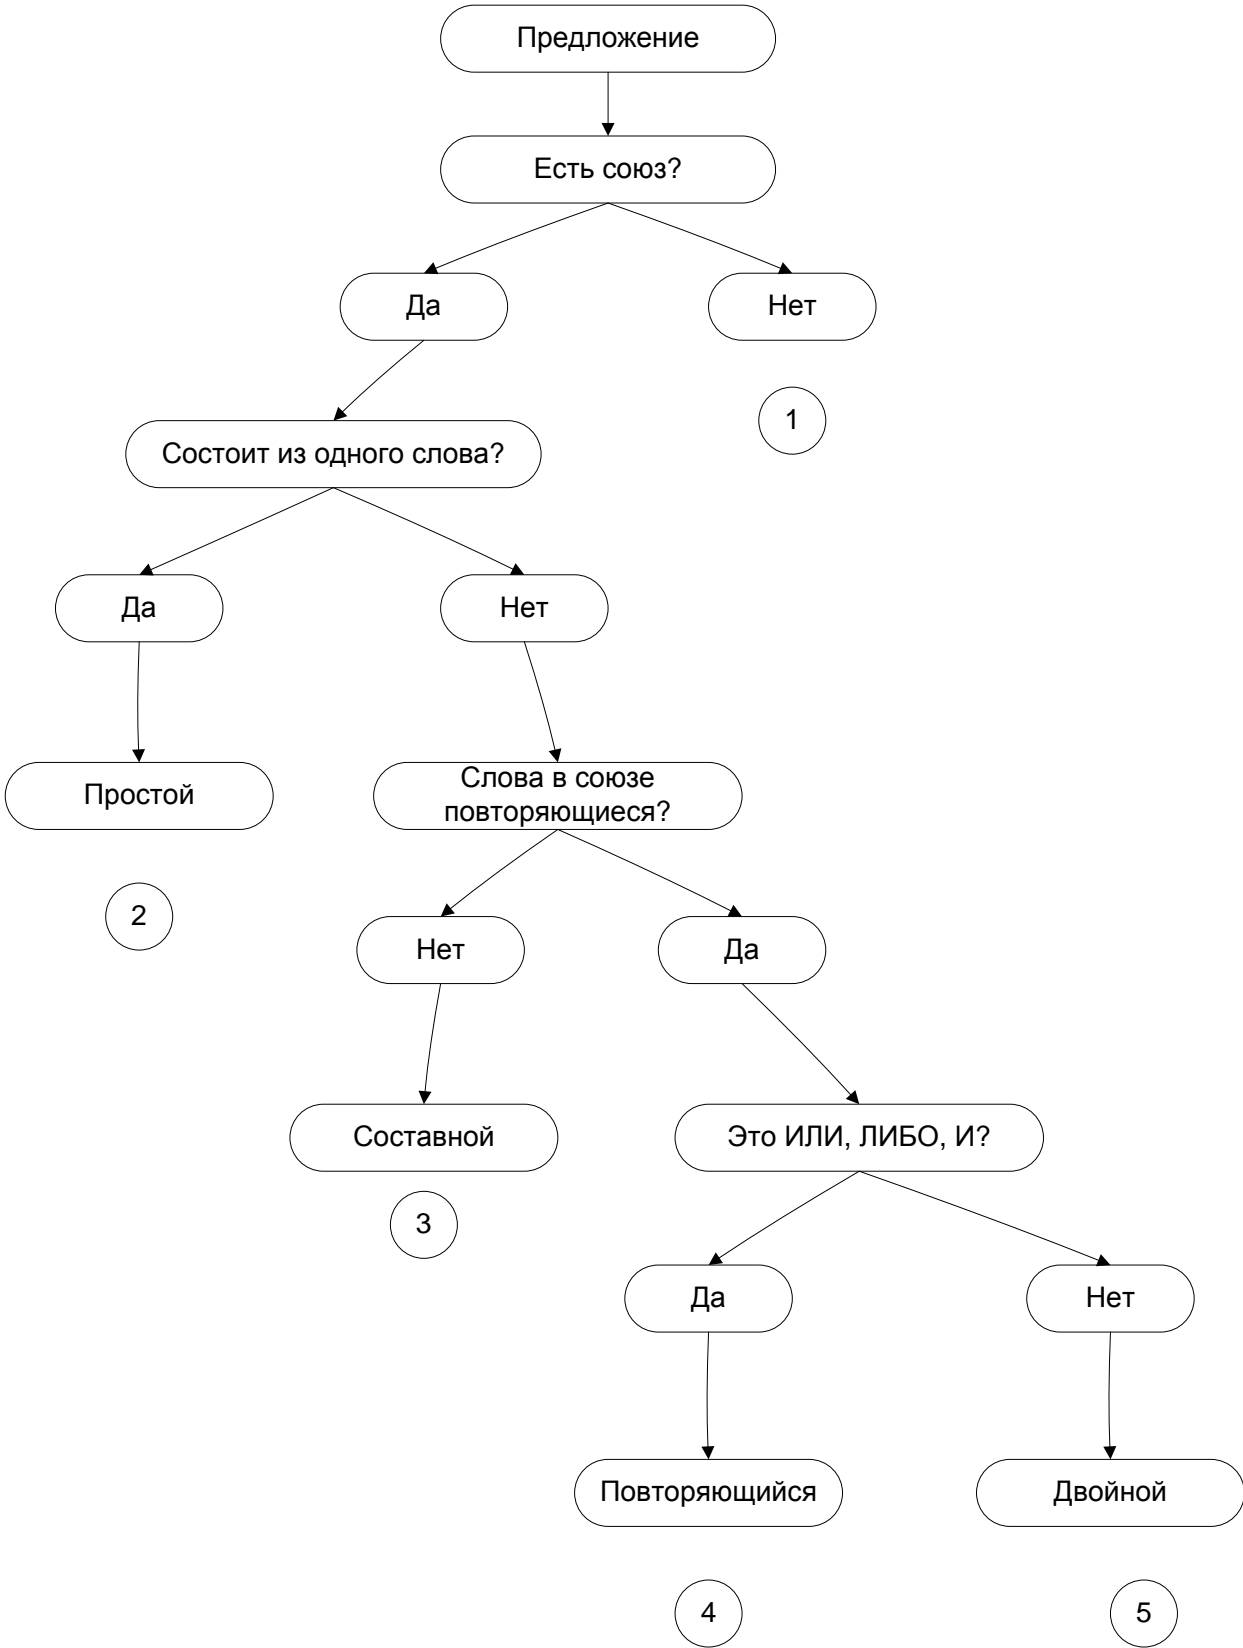 Предложение
Есть союз?
Да
Нет
1
Состоит из одного слова?
Да
Нет
Простой
Слова в союзе
повторяющиеся?
2
Нет
Да
Составной
Это ИЛИ, ЛИБО, И?
3
Да
Нет
Повторяющийся
Двойной
4
5